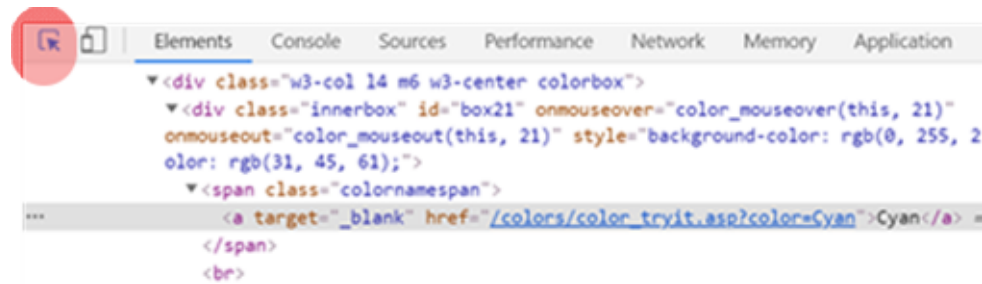 Elements Console Sources Performance Network Memory Application
▼<div class="w3-col l4 m6 w3-center colorbox">
▼<div class="innerbox" id="box21" onmouseover="color_mouseover(this, 21)"
onmouseout="color_mouseout(this, 21)" style="background-color: rgb(0, 255, 2
olor: rgb(31, 45, 61);">
▼<span class="colornamespan">
... <a target="_blank" href="/colors/color_tryit.asp?color=Cyan">Cyan</a> =
</span>
<br>